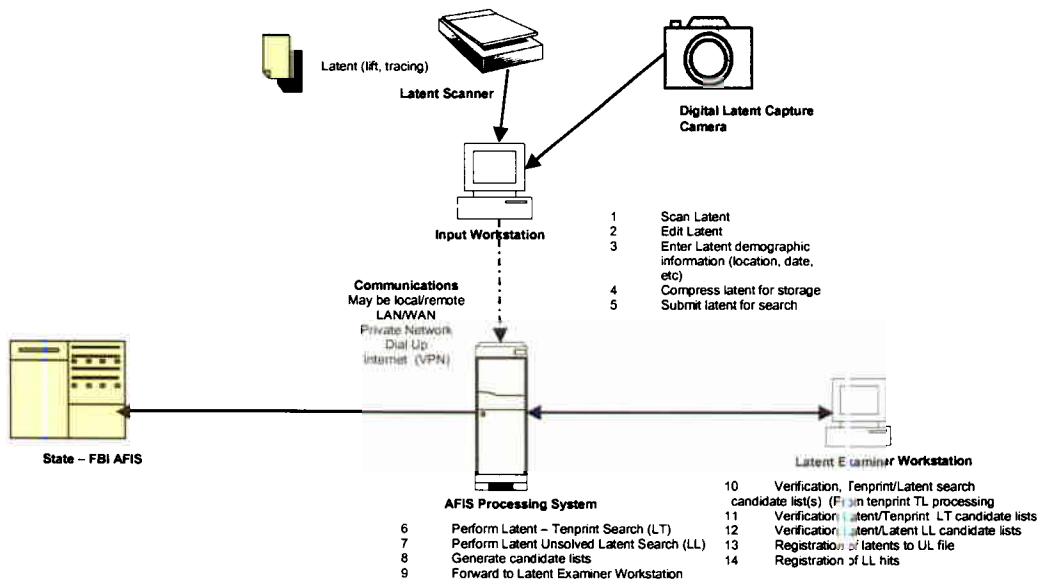 Latent (lift, tracing)
Latent Scanner
Digital Latent Capture
Camera
Input Workstation
1 Scan Latent
2 Edit Latent
3 Enter Latent demographic
information (location, date,
etc)
4 Compress latent for storage
5 Submit latent for search
Communications
May be local/remote
LAN/WAN
Private Network
Dial Up
Internet (VPN)
State – FBI AFIS
AFIS Processing System
6 Perform Latent – Tenprint Search (LT)
7 Perform Latent Unsolved Latent Search (LL)
8 Generate candidate lists
9 Forward to Latent Examiner Workstation
Latent Examiner Workstation
10 Verification, Tenprint/Latent search
candidate list(s) (From tenprint TL processing
11 Verification Latent/Tenprint LT candidate lists
12 Verification Latent/Latent LL candidate lists
13 Registration of latents to UL file
14 Registration of LL hits